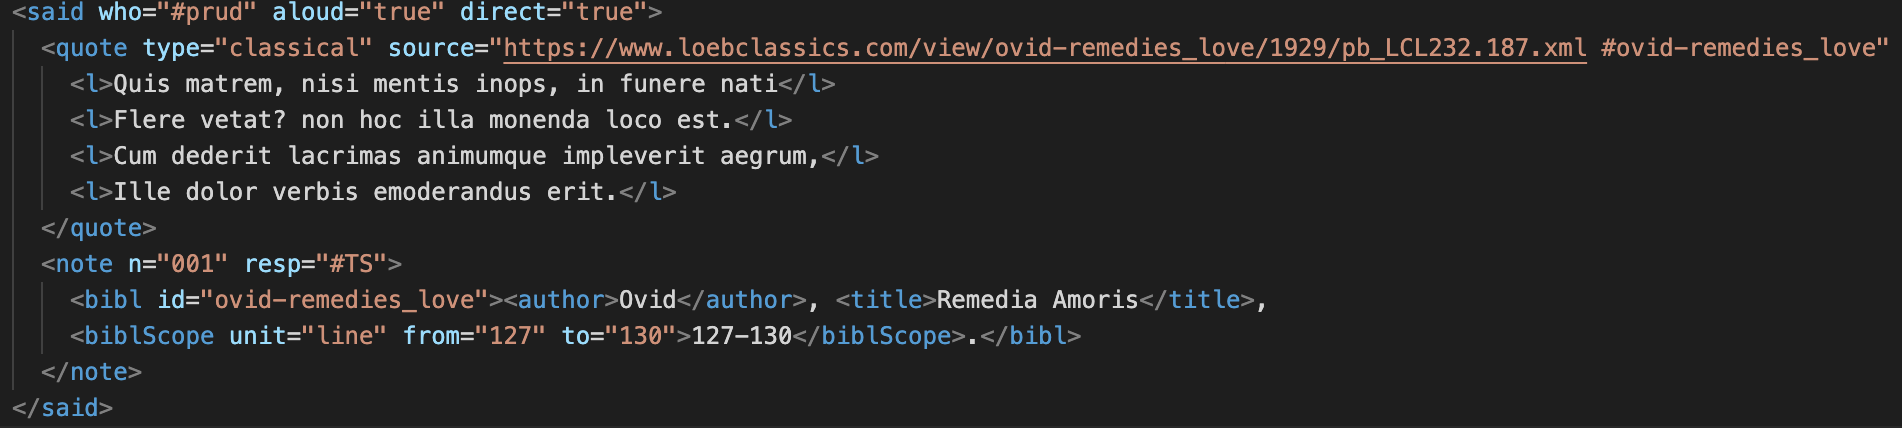 <said who="#prud" aloud="true" direct="true">
<quote type="classical" source="https://www.loebclassics.com/view/ovid-remedies_love/1929/pb_LCL232.187.xml #ovid-remedies_love"
<l>Quis matrem, nisi mentis inops, in funere nati</l>
<l>Flere vetat? non hoc illa monenda loco est.</l>
<l>Cum dederit lacrimas animumque impleverit aegrum,</l>
<l>Ille dolor verbis emoderandus erit.</l>
</quote>
<note n="001" resp="#TS">
<bibl id="ovid-remedies_love"><author>Ovid</author>, <title>Remedia Amoris</title>,
<biblScope unit="line" from="127" to="130">127-130</biblScope>.</bibl>
</note>
</said>